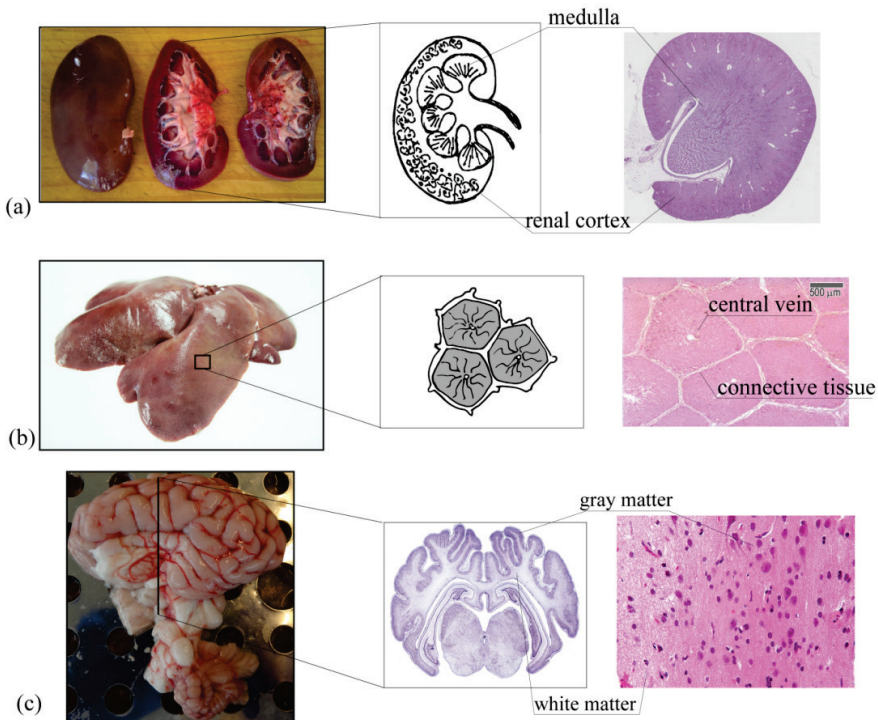 medulla
(a)
renal cortex
500 μm
central vein
connective tissue
(b)
gray matter
white matter
(c)